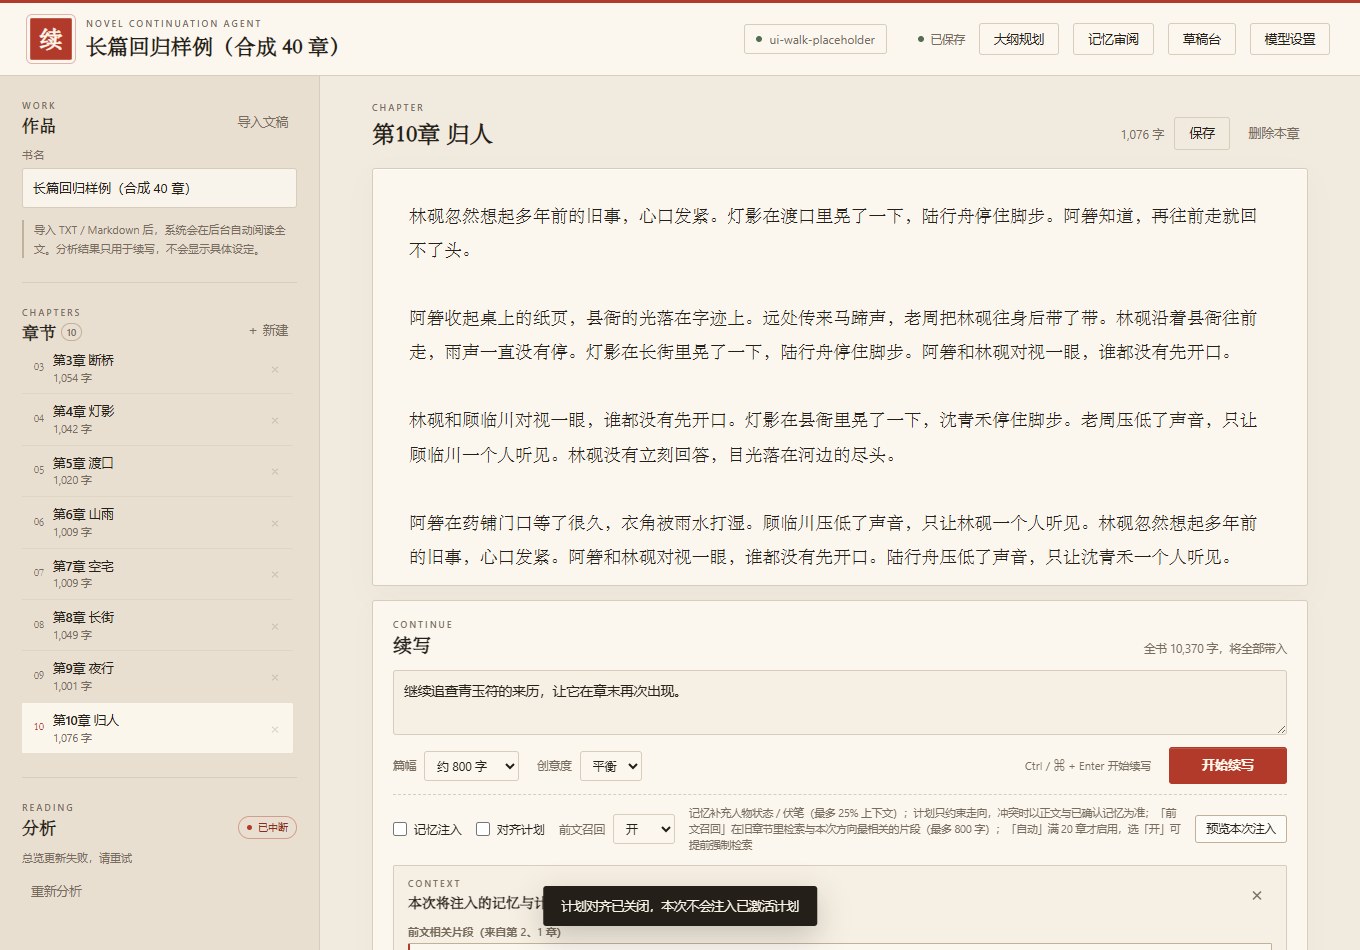 续
NOVEL CONTINUATION AGENT
长篇回归样例（合成 40 章）
ui-walk-placeholder
已保存
大纲规划
记忆审阅
草稿台
模型设置
WORK
作品
导入文稿
书名
长篇回归样例（合成 40 章）
导入 TXT / Markdown 后，系统会在后台自动阅读全
文。分析结果只用于续写，不会显示具体设定。
CHAPTERS
章节 10
+ 新建
03 第3章 断桥 ×
1,054 字
04 第4章 灯影 ×
1,042 字
05 第5章 渡口 ×
1,020 字
06 第6章 山雨 ×
1,009 字
07 第7章 空宅 ×
1,009 字
08 第8章 长街 ×
1,049 字
09 第9章 夜行 ×
1,001 字
10 第10章 归人 ×
1,076 字
READING
分析
已中断
总览更新失败，请重试
重新分析
CHAPTER
第10章 归人
1,076 字
保存
删除本章
林砚忽然想起多年前的旧事，心口发紧。灯影在渡口里晃了一下，陆行舟停住脚步。阿箬知道，再往前走就回
不了头。
阿箬收起桌上的纸页，县衙的光落在字迹上。远处传来马蹄声，老周把林砚往身后带了带。林砚沿着县衙往前
走，雨声一直没有停。灯影在长街里晃了一下，陆行舟停住脚步。阿箬和林砚对视一眼，谁都没有先开口。
林砚和顾临川对视一眼，谁都没有先开口。灯影在县衙里晃了一下，沈青禾停住脚步。老周压低了声音，只让
顾临川一个人听见。林砚没有立刻回答，目光落在河边的尽头。
阿箬在药铺门口等了很久，衣角被雨水打湿。顾临川压低了声音，只让林砚一个人听见。林砚忽然想起多年前
的旧事，心口发紧。阿箬和林砚对视一眼，谁都没有先开口。陆行舟压低了声音，只让沈青禾一个人听见。
CONTINUE
续写
全书 10,370 字，将全部带入
继续追查青玉符的来历，让它在章末再次出现。
篇幅
约 800 字
创意度
平衡
Ctrl / ⌘ + Enter 开始续写
开始续写
记忆注入
对齐计划
前文召回
开
记忆补充人物状态 / 伏笔（最多 25% 上下文）；计划只约束走向，冲突时以正文与已确认记忆为准；「前
文召回」在旧章节里检索与本次方向最相关的片段（最多 800 字）；「自动」满 20 章才启用，选「开」可
提前强制检索
预览本次注入
CONTEXT
本次将注入的记忆与计
×
计划对齐已关闭，本次不会注入已激活计划
前文相关片段（来自第 2、1 章）